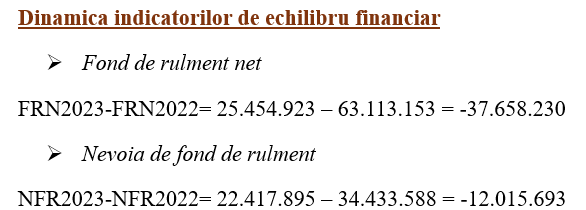 Dinamica indicatorilor de echilibru financiar
➢ Fond de rulment net
FRN2023-FRN2022= 25.454.923 – 63.113.153 = -37.658.230
➢ Nevoia de fond de rulment
NFR2023-NFR2022= 22.417.895 – 34.433.588 = -12.015.693